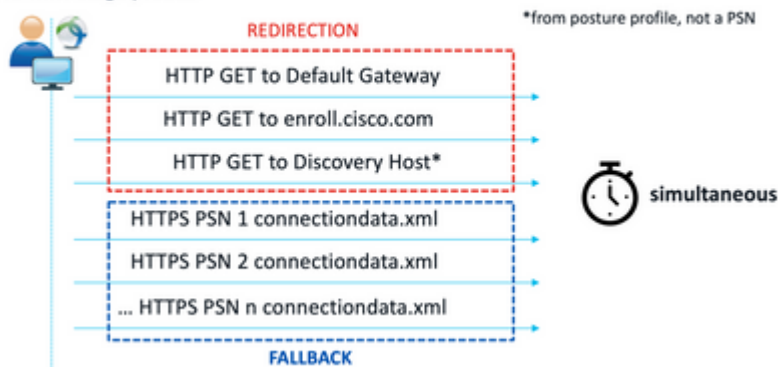 *from posture profile, not a PSN
REDIRECTION
HTTP GET to Default Gateway
HTTP GET to enroll.cisco.com
HTTP GET to Discovery Host*
simultaneous
HTTPS PSN 1 connectiondata.xml
HTTPS PSN 2 connectiondata.xml
... HTTPS PSN n connectiondata.xml
FALLBACK